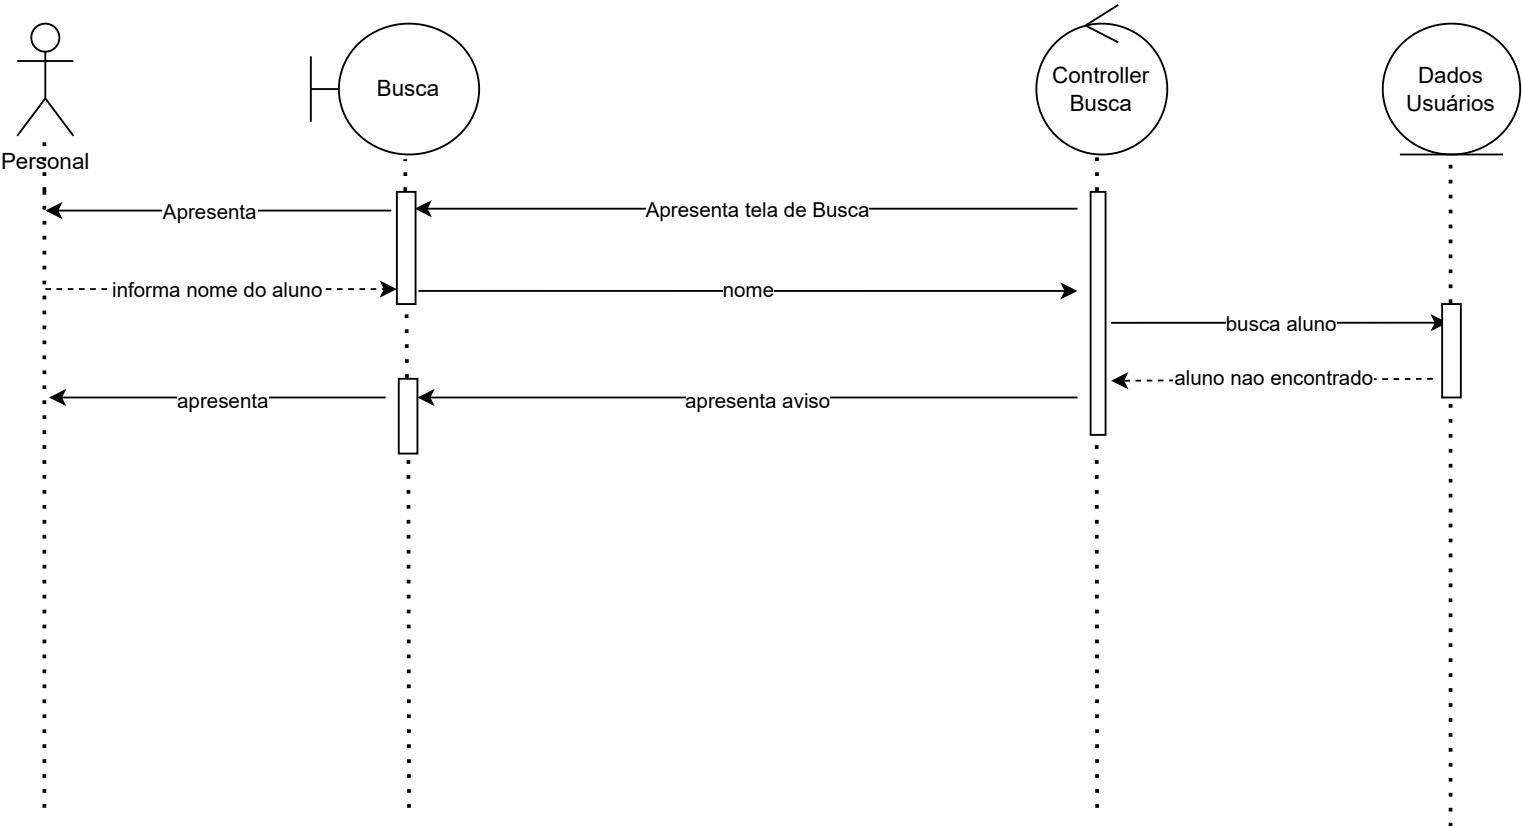 Busca
Controller
Busca
Dados
Usuários
Personal
Apresenta
Apresenta tela de Busca
informa nome do aluno
nome
busca aluno
aluno nao encontrado
apresenta
apresenta aviso